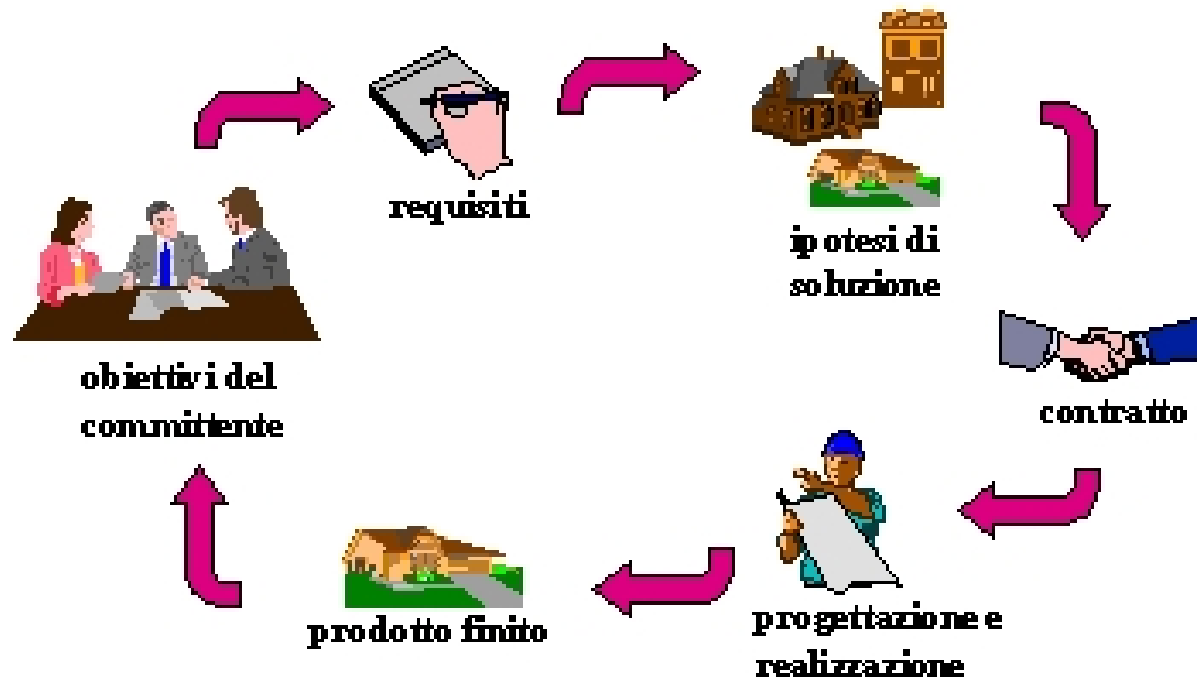 requisiti
ipotesi di
soluzione
obiettivi del
committente
contratto
progettazione e
realizzazione
prodotto finito